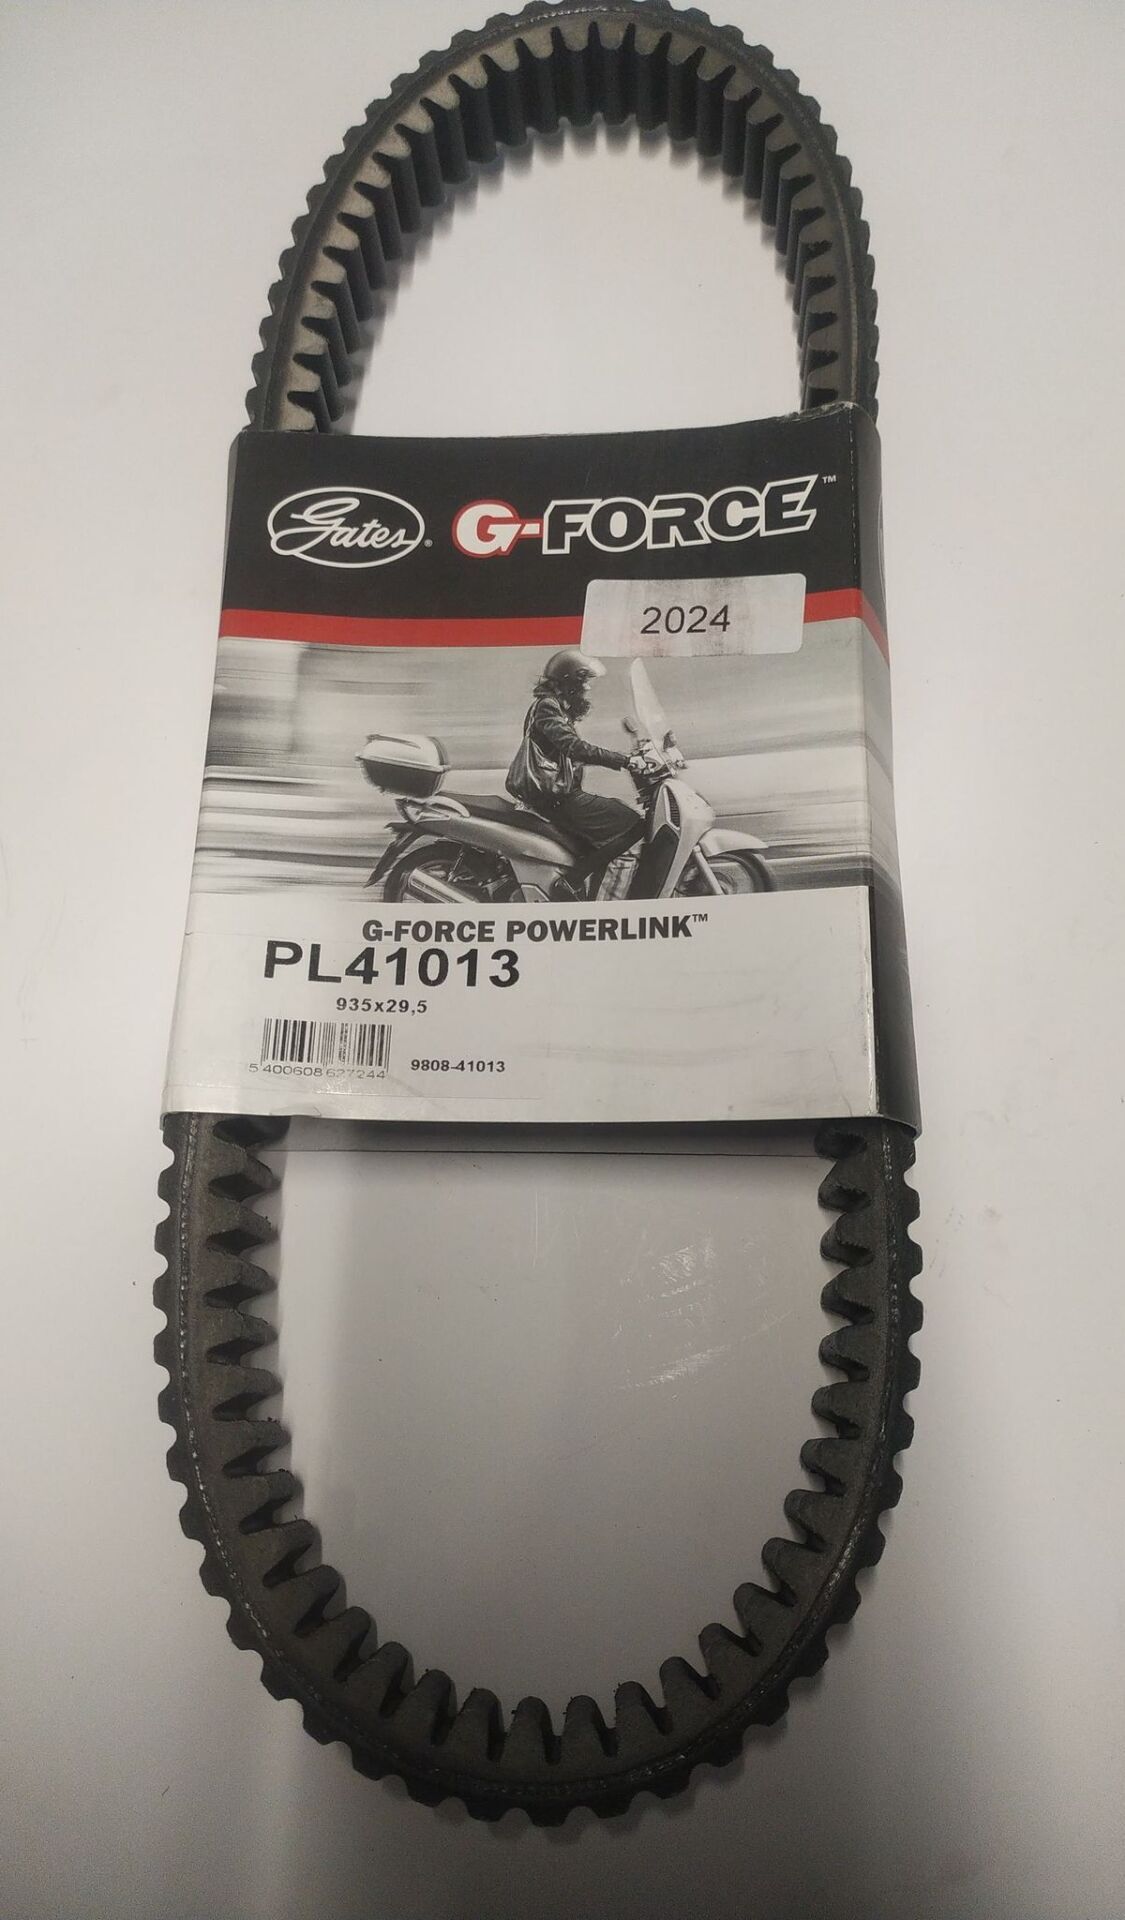 Gates® G-FORCE™
2024
G-FORCE POWERLINK™
PL41013
935x29,5
5 400608 627244
9808-41013